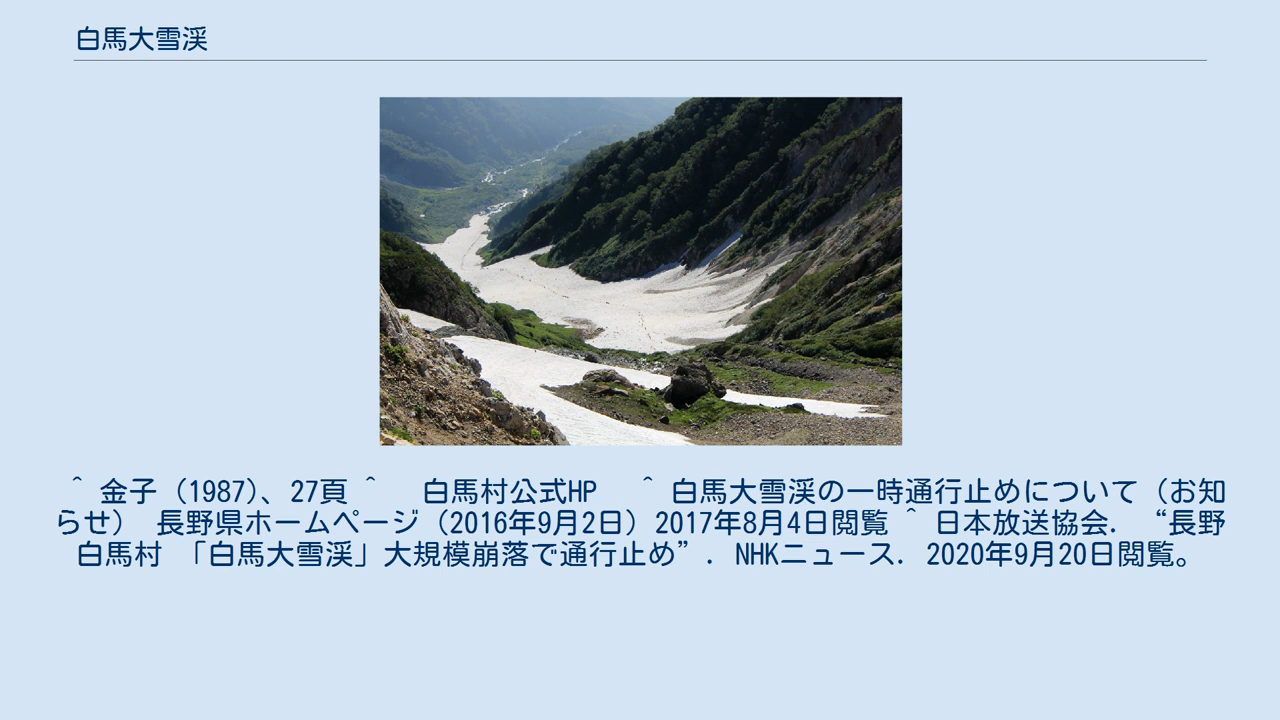 白馬大雪渓
^ 金子（1987）、27頁 ^　白馬村公式HP　^ 白馬大雪渓の一時通行止めについて（お知
らせ） 長野県ホームページ（2016年9月2日）2017年8月4日閲覧 ^ 日本放送協会. “長野
白馬村 「白馬大雪渓」大規模崩落で通行止め”. NHKニュース. 2020年9月20日閲覧。